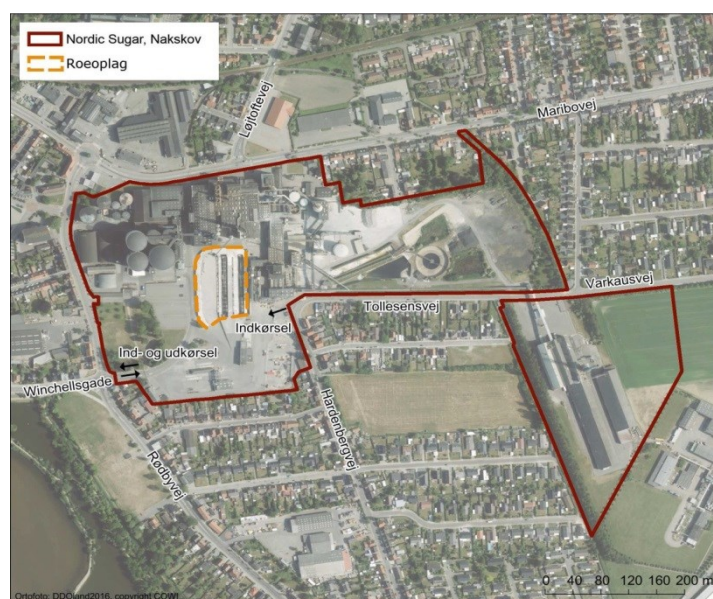 Nordic Sugar, Nakskov
Roeoplag
Løjtoftevej
Maribovej
Varkausvej
Tollesensvej
Indkørsel
Ind- og udkørsel
Winchellsgade
Hardenbergvej
Rødbyvej
0 40 80 120 160 200 m
Ortofoto: DDOland2016, copyright COWI